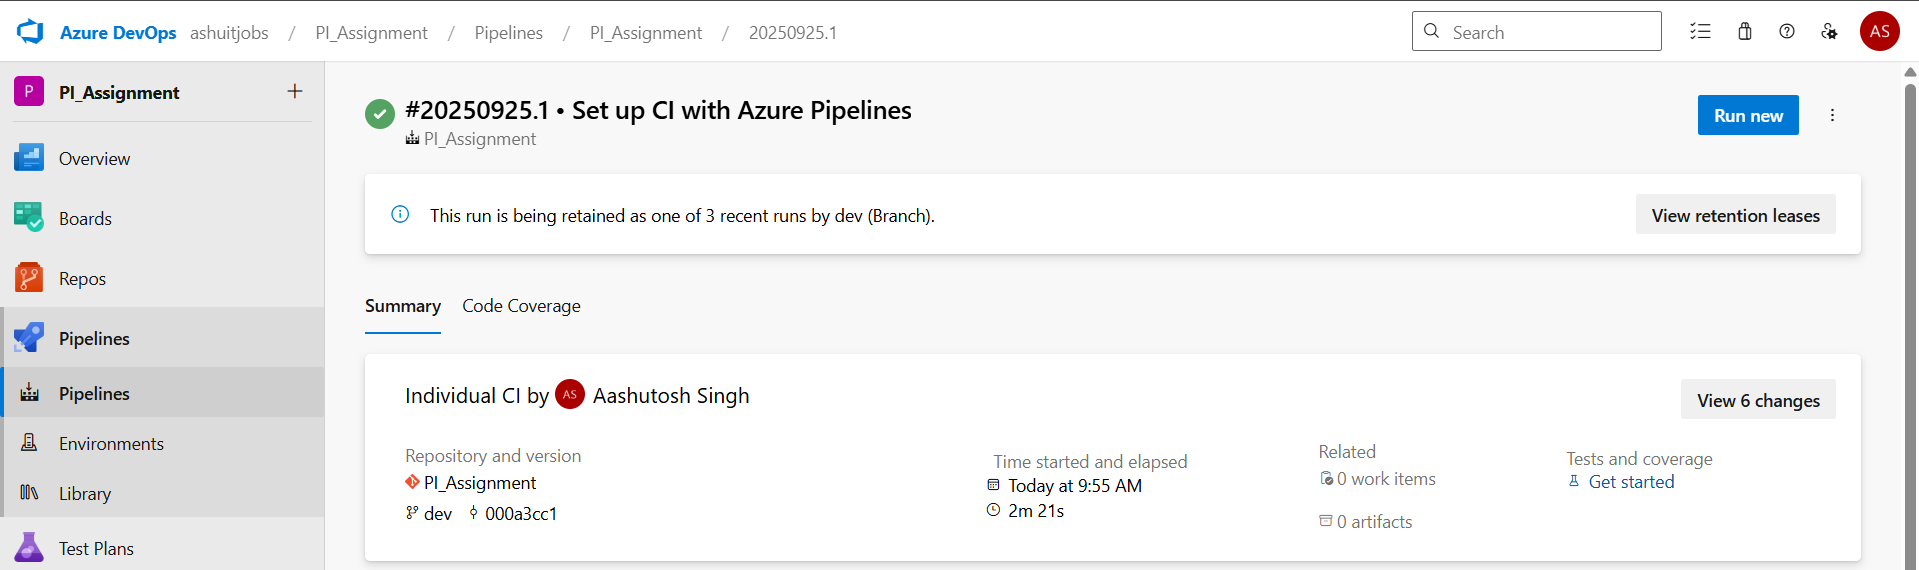 Azure DevOps ashuitjobs / PI_Assignment / Pipelines / PI_Assignment / 20250925.1
Search
AS
P PI_Assignment +
Overview
Boards
Repos
Pipelines
Pipelines
Environments
Library
Test Plans
#20250925.1 • Set up CI with Azure Pipelines
PI_Assignment
Run new
This run is being retained as one of 3 recent runs by dev (Branch).
View retention leases
Summary Code Coverage
Individual CI by AS Aashutosh Singh
View 6 changes
Repository and version
PI_Assignment
dev 000a3cc1
Time started and elapsed
Today at 9:55 AM
2m 21s
Related
0 work items
0 artifacts
Tests and coverage
Get started